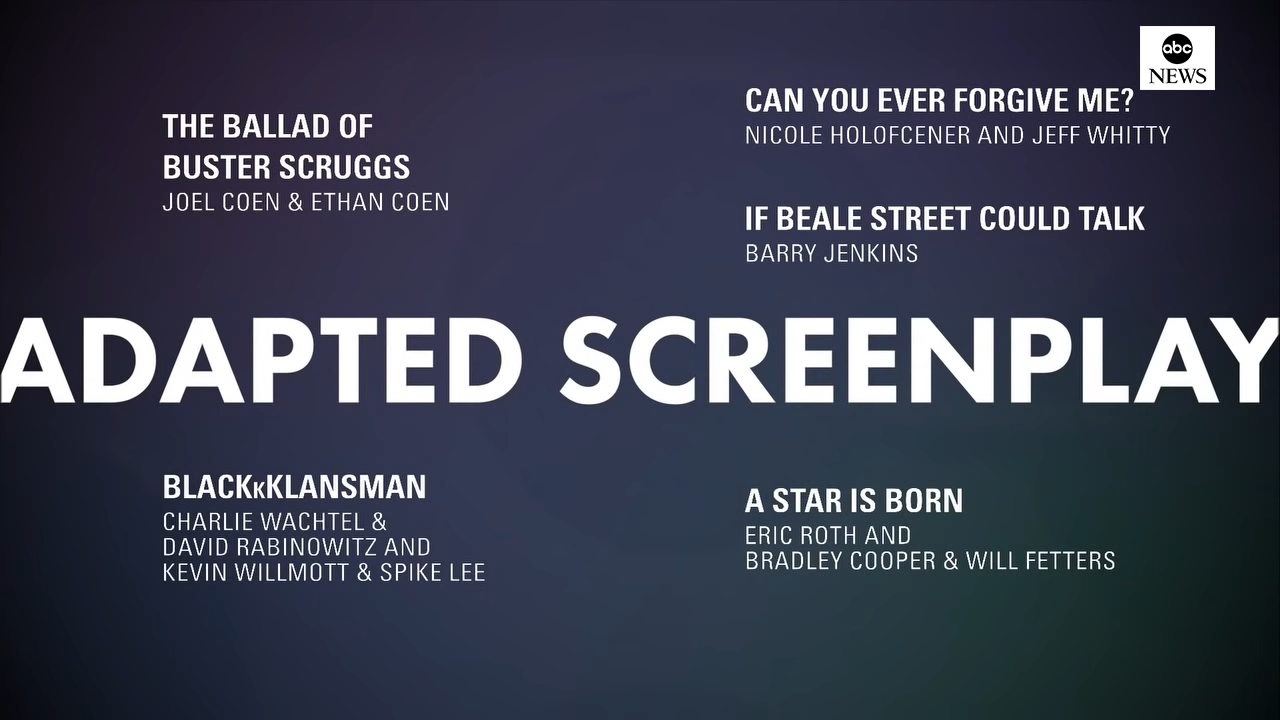 abc
NEWS
THE BALLAD OF
BUSTER SCRUGGS
JOEL COEN & ETHAN COEN
CAN YOU EVER FORGIVE ME?
NICOLE HOLOFCENER AND JEFF WHITTY
IF BEALE STREET COULD TALK
BARRY JENKINS
ADAPTED SCREENPLAY
BLACKKKLANSMAN
CHARLIE WACHTEL &
DAVID RABINOWITZ AND
KEVIN WILLMOTT & SPIKE LEE
A STAR IS BORN
ERIC ROTH AND
BRADLEY COOPER & WILL FETTERS